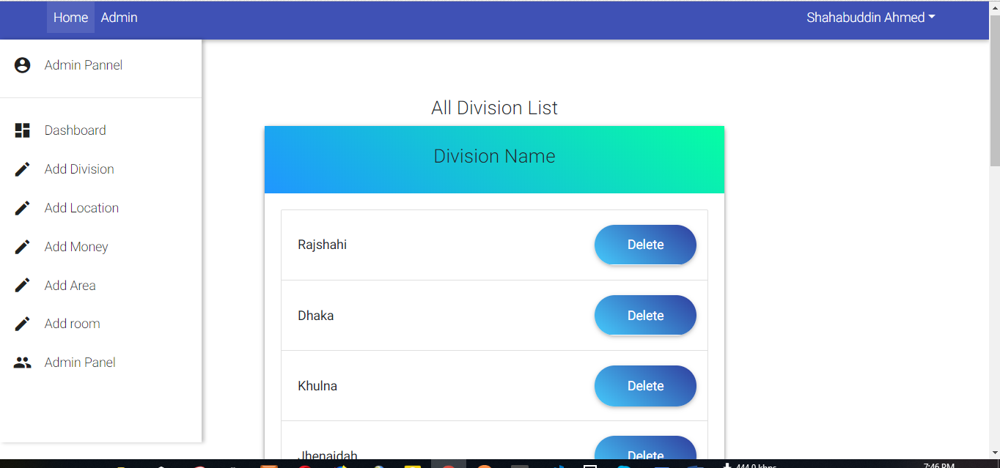 Home Admin Shahabuddin Ahmed
Admin Pannel
Dashboard
Add Division
Add Location
Add Money
Add Area
Add room
Admin Panel
All Division List
Division Name
Rajshahi Delete
Dhaka Delete
Khulna Delete
Jhenaidah Delete
444.0 kbps 7:46 PM